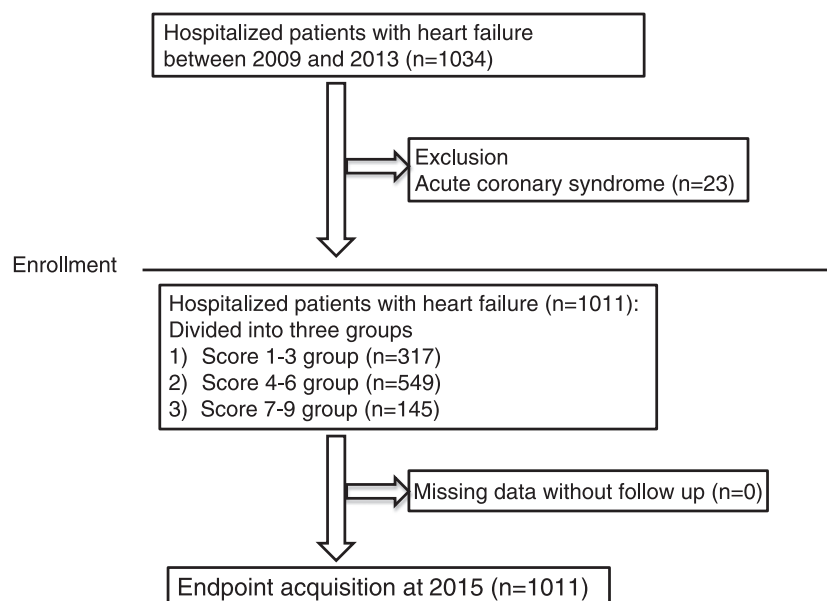 Hospitalized patients with heart failure
between 2009 and 2013 (n=1034)
Exclusion
Acute coronary syndrome (n=23)
Enrollment
Hospitalized patients with heart failure (n=1011):
Divided into three groups
1) Score 1-3 group (n=317)
2) Score 4-6 group (n=549)
3) Score 7-9 group (n=145)
Missing data without follow up (n=0)
Endpoint acquisition at 2015 (n=1011)